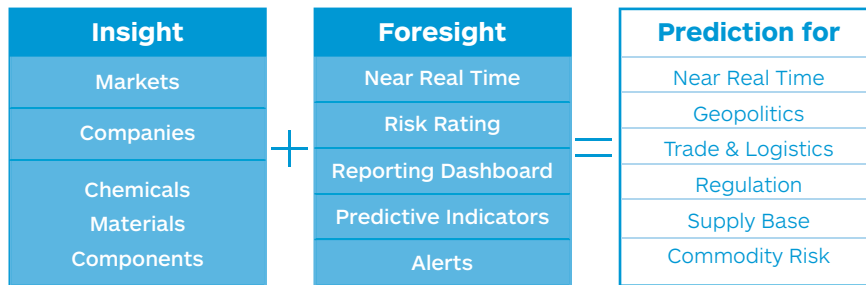 Insight
Markets
Companies
Chemicals
Materials
Components
+
Foresight
Near Real Time
Risk Rating
Reporting Dashboard
Predictive Indicators
Alerts
=
Prediction for
Near Real Time
Geopolitics
Trade & Logistics
Regulation
Supply Base
Commodity Risk